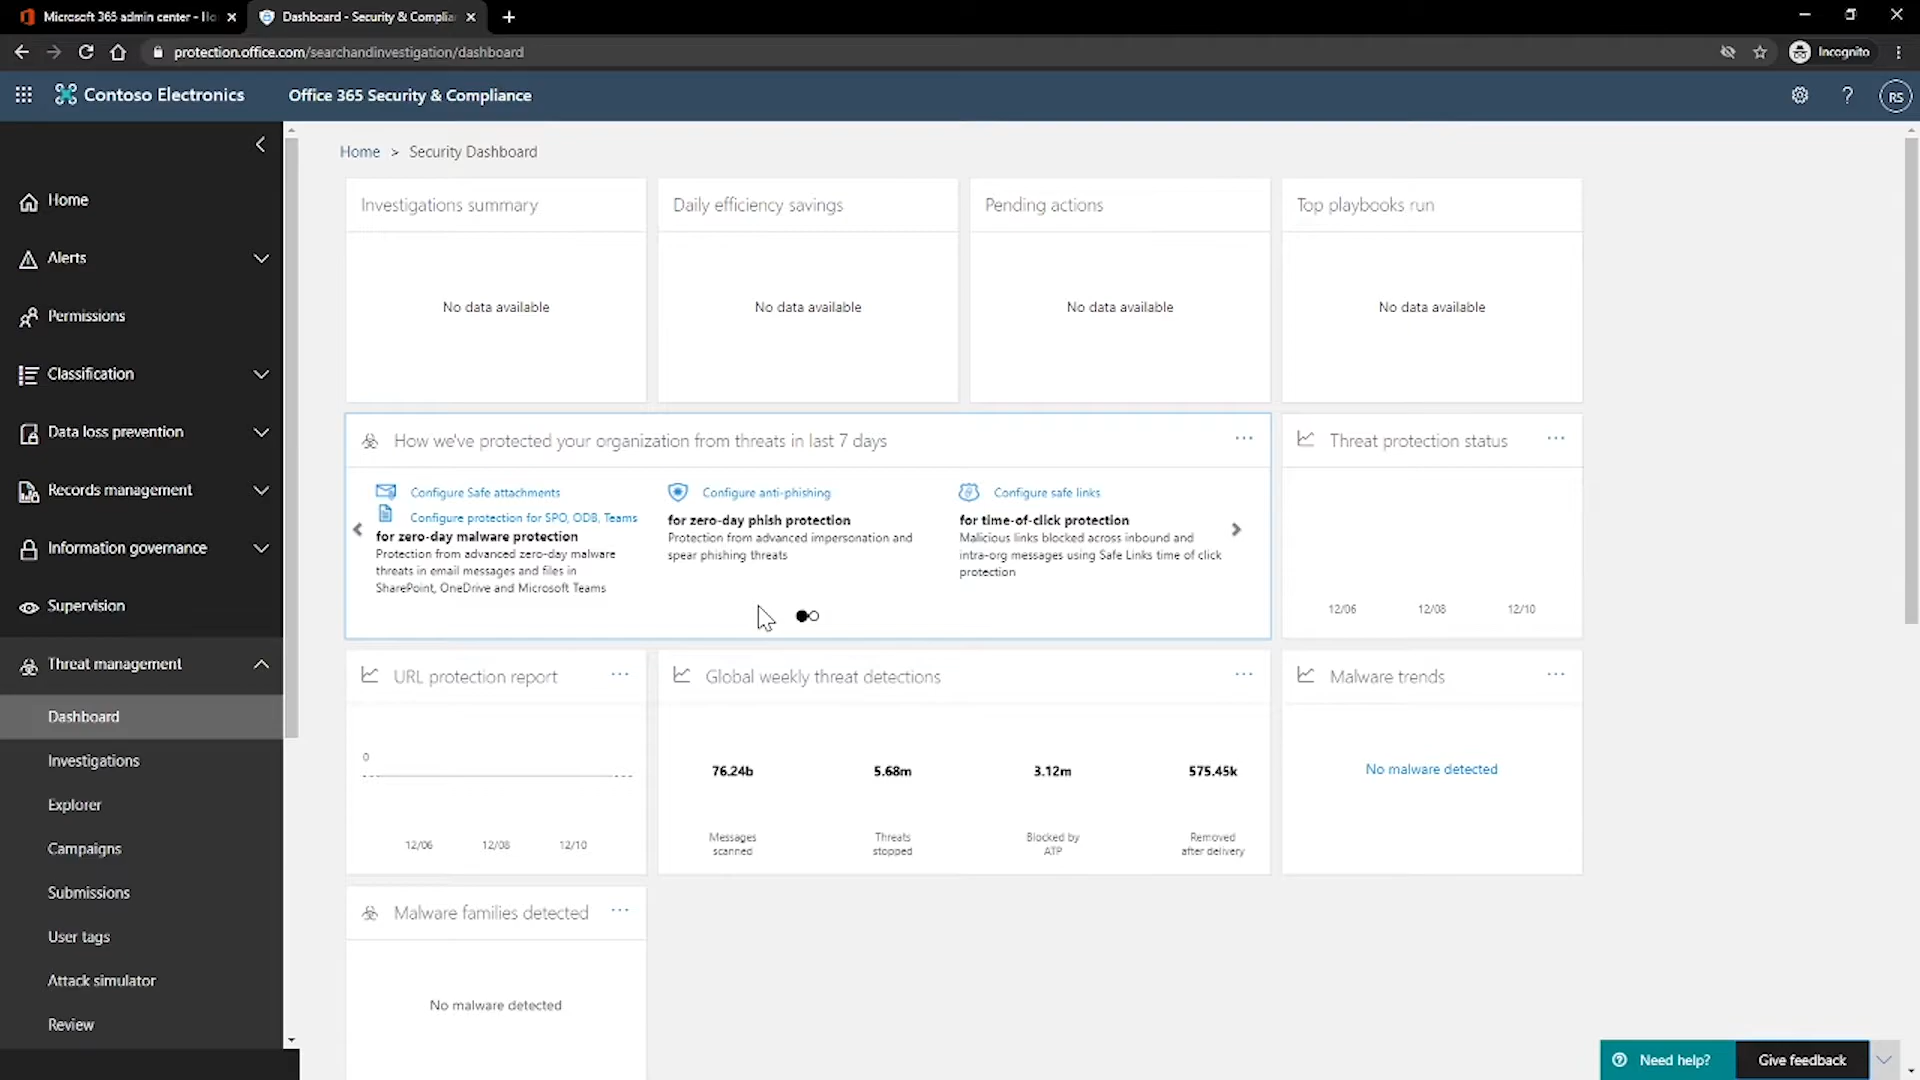 Microsoft 365 admin center - Ho
Dashboard - Security & Complian
protection.office.com/searchandinvestigation/dashboard
Incognito
Contoso Electronics
Office 365 Security & Compliance
RS
Home
Alerts
Permissions
Classification
Data loss prevention
Records management
Information governance
Supervision
Threat management
Dashboard
Investigations
Explorer
Campaigns
Submissions
User tags
Attack simulator
Review
Home > Security Dashboard
Investigations summary
No data available
Daily efficiency savings
No data available
Pending actions
No data available
Top playbooks run
No data available
How we've protected your organization from threats in last 7 days
Configure Safe attachments
Configure protection for SPO, ODB, Teams
for zero-day malware protection
Protection from advanced zero-day malware
threats in email messages and files in
SharePoint, OneDrive and Microsoft Teams
Configure anti-phishing
for zero-day phish protection
Protection from advanced impersonation and
spear phishing threats
Configure safe links
for time-of-click protection
Malicious links blocked across inbound and
intra-org messages using Safe Links time of click
protection
Threat protection status
12/06 12/08 12/10
URL protection report
0
12/06 12/08 12/10
Global weekly threat detections
76.24b 5.68m 3.12m 575.45k
Messages
scanned
Threats
stopped
Blocked by
ATP
Removed
after delivery
Malware trends
No malware detected
Malware families detected
No malware detected
Need help?
Give feedback